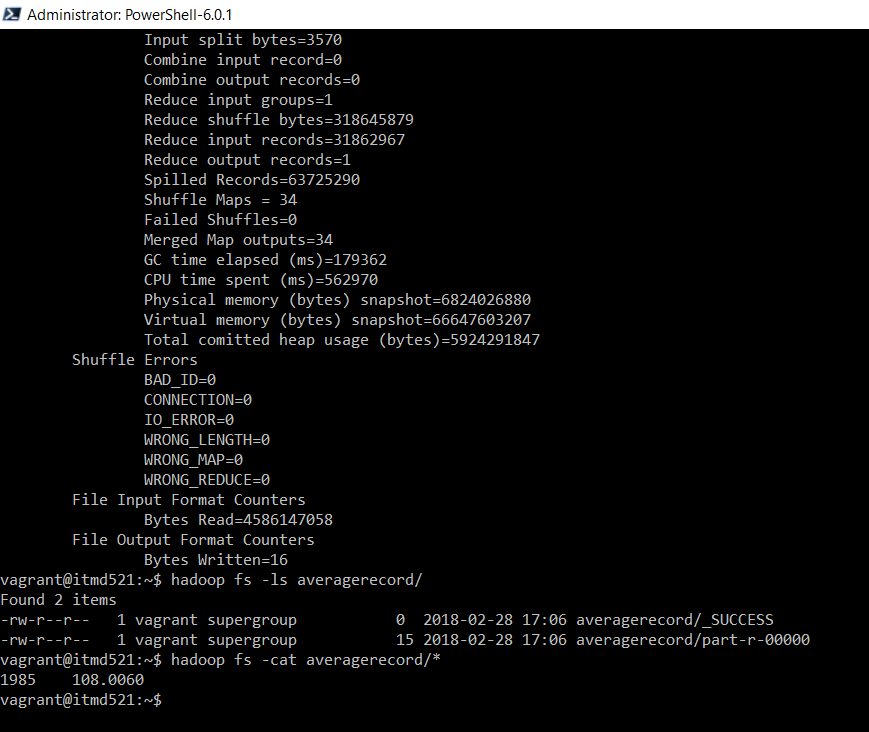 Administrator: PowerShell-6.0.1
Input split bytes=3570
Combine input record=0
Combine output records=0
Reduce input groups=1
Reduce shuffle bytes=318645879
Reduce input records=31862967
Reduce output records=1
Spilled Records=63725290
Shuffle Maps = 34
Failed Shuffles=0
Merged Map outputs=34
GC time elapsed (ms)=179362
CPU time spent (ms)=562970
Physical memory (bytes) snapshot=6824026880
Virtual memory (bytes) snapshot=66647603207
Total comitted heap usage (bytes)=5924291847
Shuffle Errors
BAD_ID=0
CONNECTION=0
IO_ERROR=0
WRONG_LENGTH=0
WRONG_MAP=0
WRONG_REDUCE=0
File Input Format Counters
Bytes Read=4586147058
File Output Format Counters
Bytes Written=16
vagrant@itmd521:~$ hadoop fs -ls averagerecord/
Found 2 items
-rw-r--r--   1 vagrant supergroup           0  2018-02-28 17:06 averagerecord/_SUCCESS
-rw-r--r--   1 vagrant supergroup           15 2018-02-28 17:06 averagerecord/part-r-00000
vagrant@itmd521:~$ hadoop fs -cat averagerecord/*
1985    108.0060
vagrant@itmd521:~$